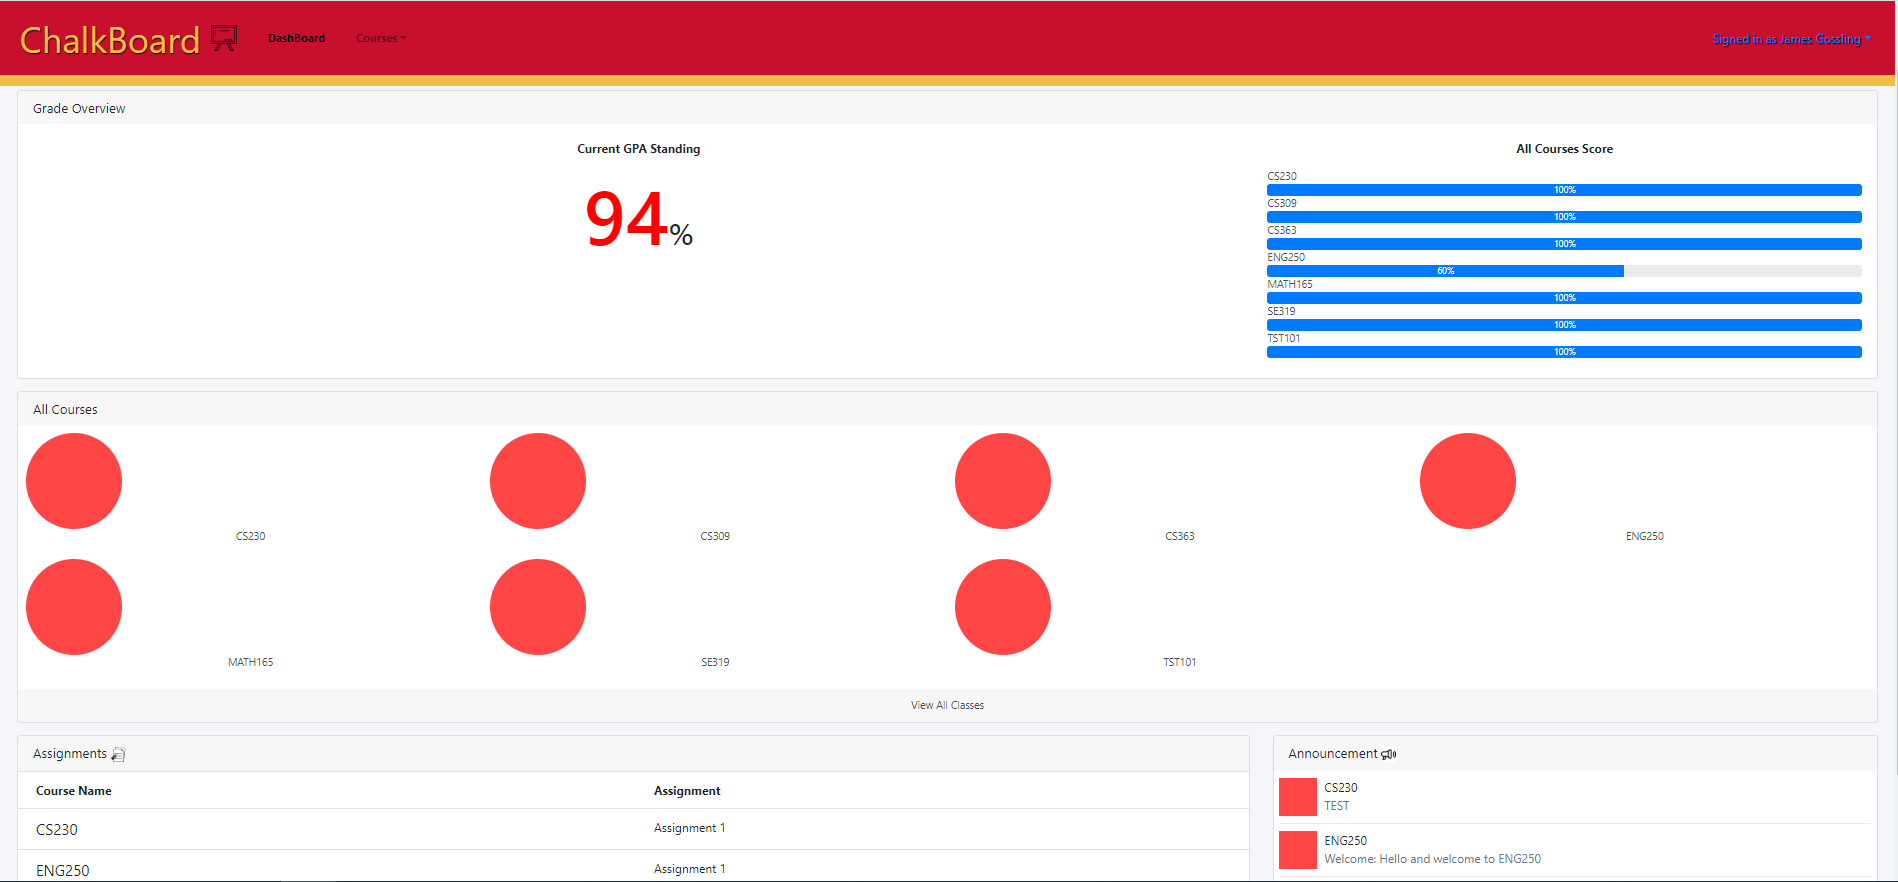 ChalkBoard DashBoard Courses Signed in as James Gossling
Grade Overview
Current GPA Standing
94%
All Courses Score
CS230
100%
CS309
100%
CS363
100%
ENG250
60%
MATH165
100%
SE319
100%
TST101
100%
All Courses
CS230 CS309 CS363 ENG250
MATH165 SE319 TST101
View All Classes
Assignments
Course Name Assignment
CS230 Assignment 1
ENG250 Assignment 1
Announcement
CS230
TEST
ENG250
Welcome: Hello and welcome to ENG250